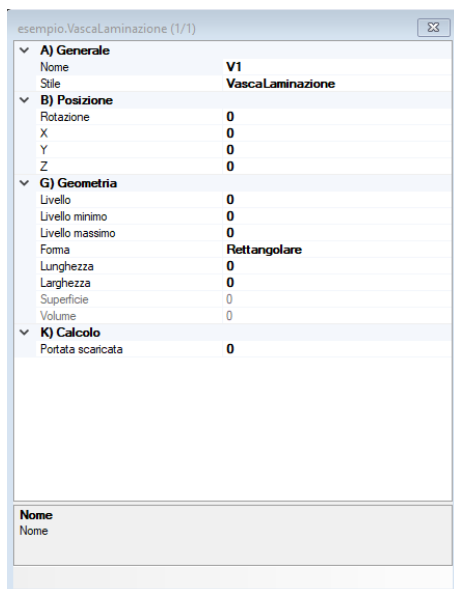 esempio.VascaLaminazione (1/1)
A) Generale
Nome V1
Stile VascaLaminazione
B) Posizione
Rotazione 0
X 0
Y 0
Z 0
G) Geometria
Livello 0
Livello minimo 0
Livello massimo 0
Forma Rettangolare
Lunghezza 0
Larghezza 0
Superficie 0
Volume 0
K) Calcolo
Portata scaricata 0
Nome
Nome